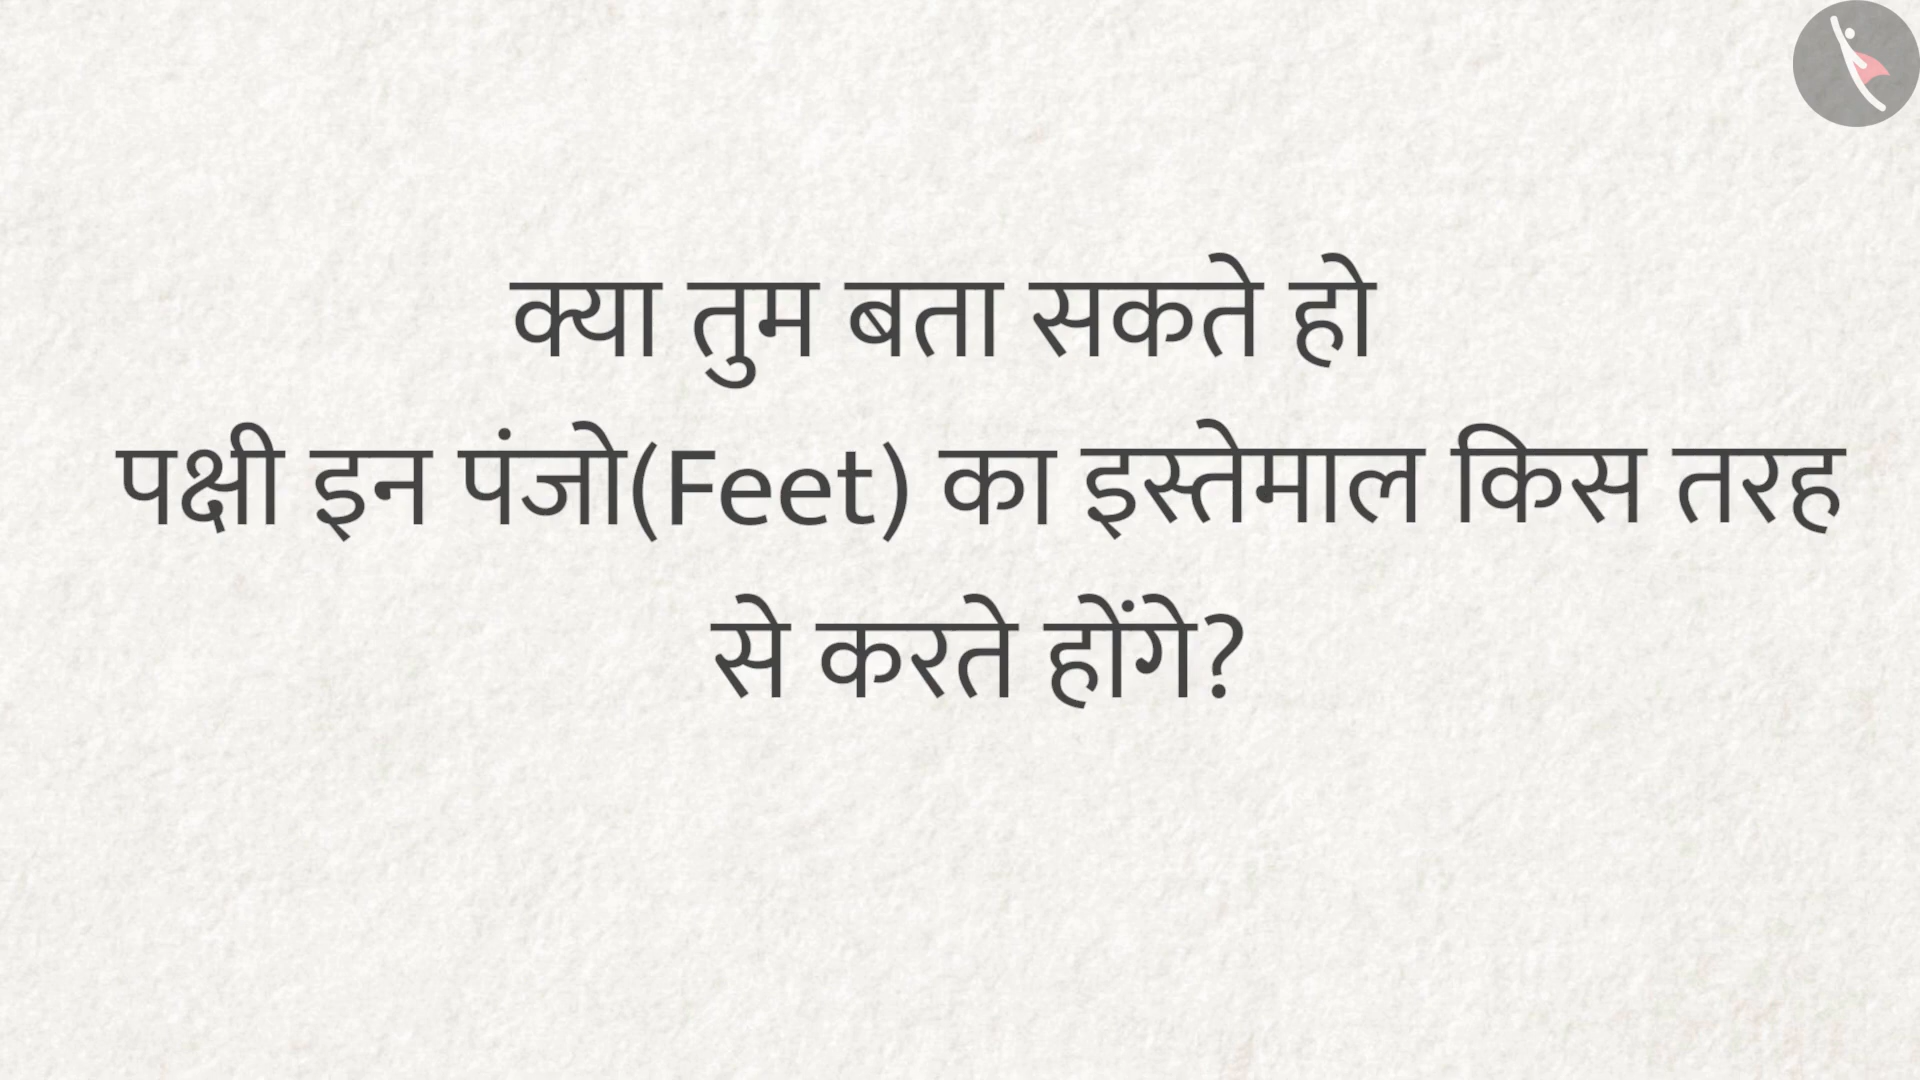 क्या तुम बता सकते हो
पक्षी इन पंजो(Feet) का इस्तेमाल किस तरह
से करते होंगे?